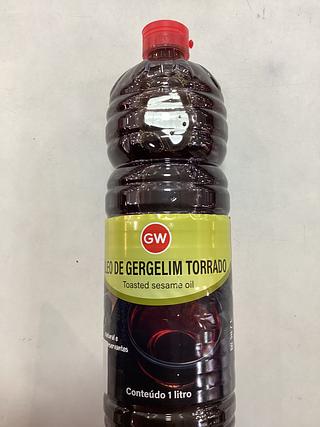 GW
LEO DE GERGELIM TORRADO
Toasted sesame oil
Conteúdo 1 litro